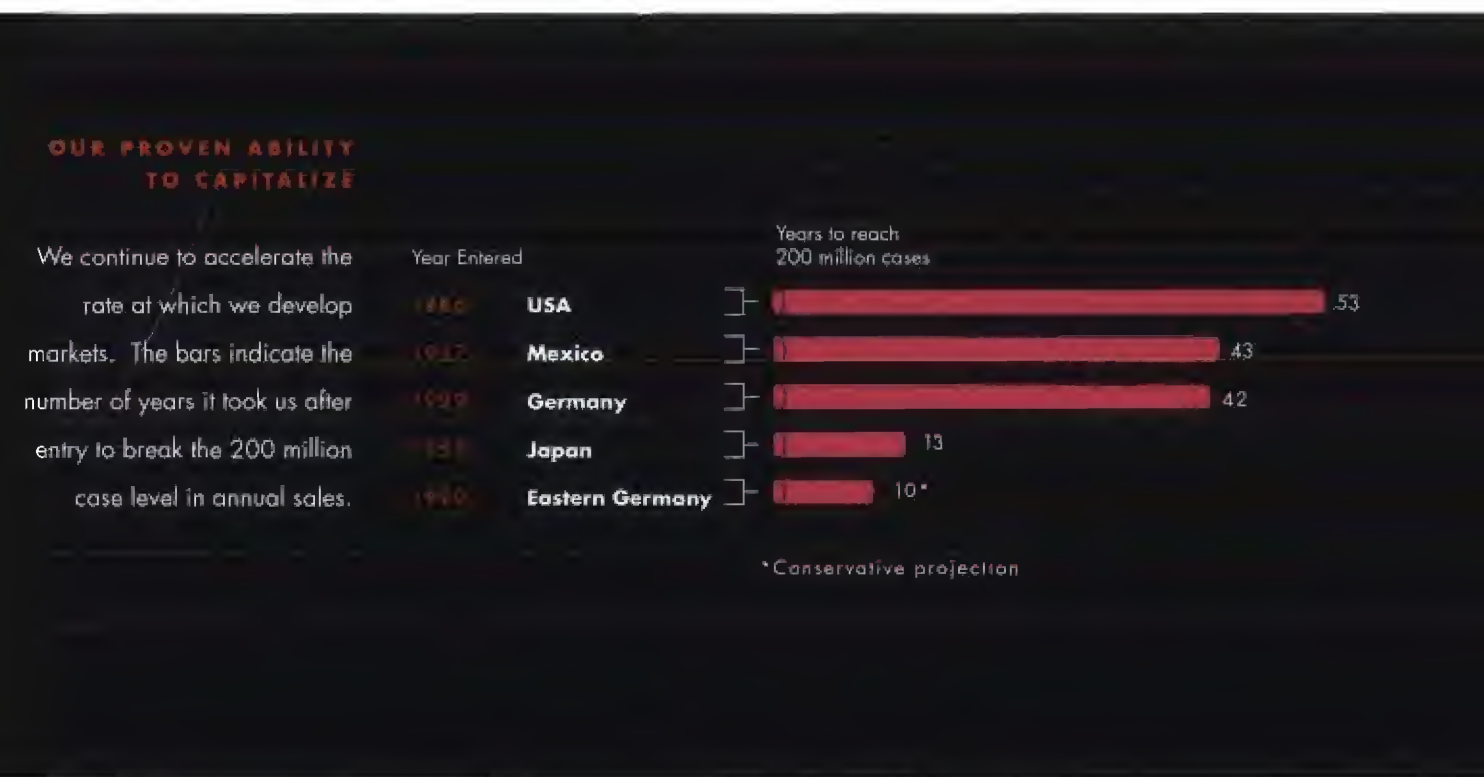 OUR PROVEN ABILITY
TO CAPITALIZE
We continue to accelerate the
rate at which we develop
markets. The bars indicate the
number of years it took us after
entry to break the 200 million
case level in annual sales.
Year Entered
Years to reach
200 million cases
USA 53
Mexico 43
Germany 42
Japan 13
Eastern Germany 10*
*Conservative projection